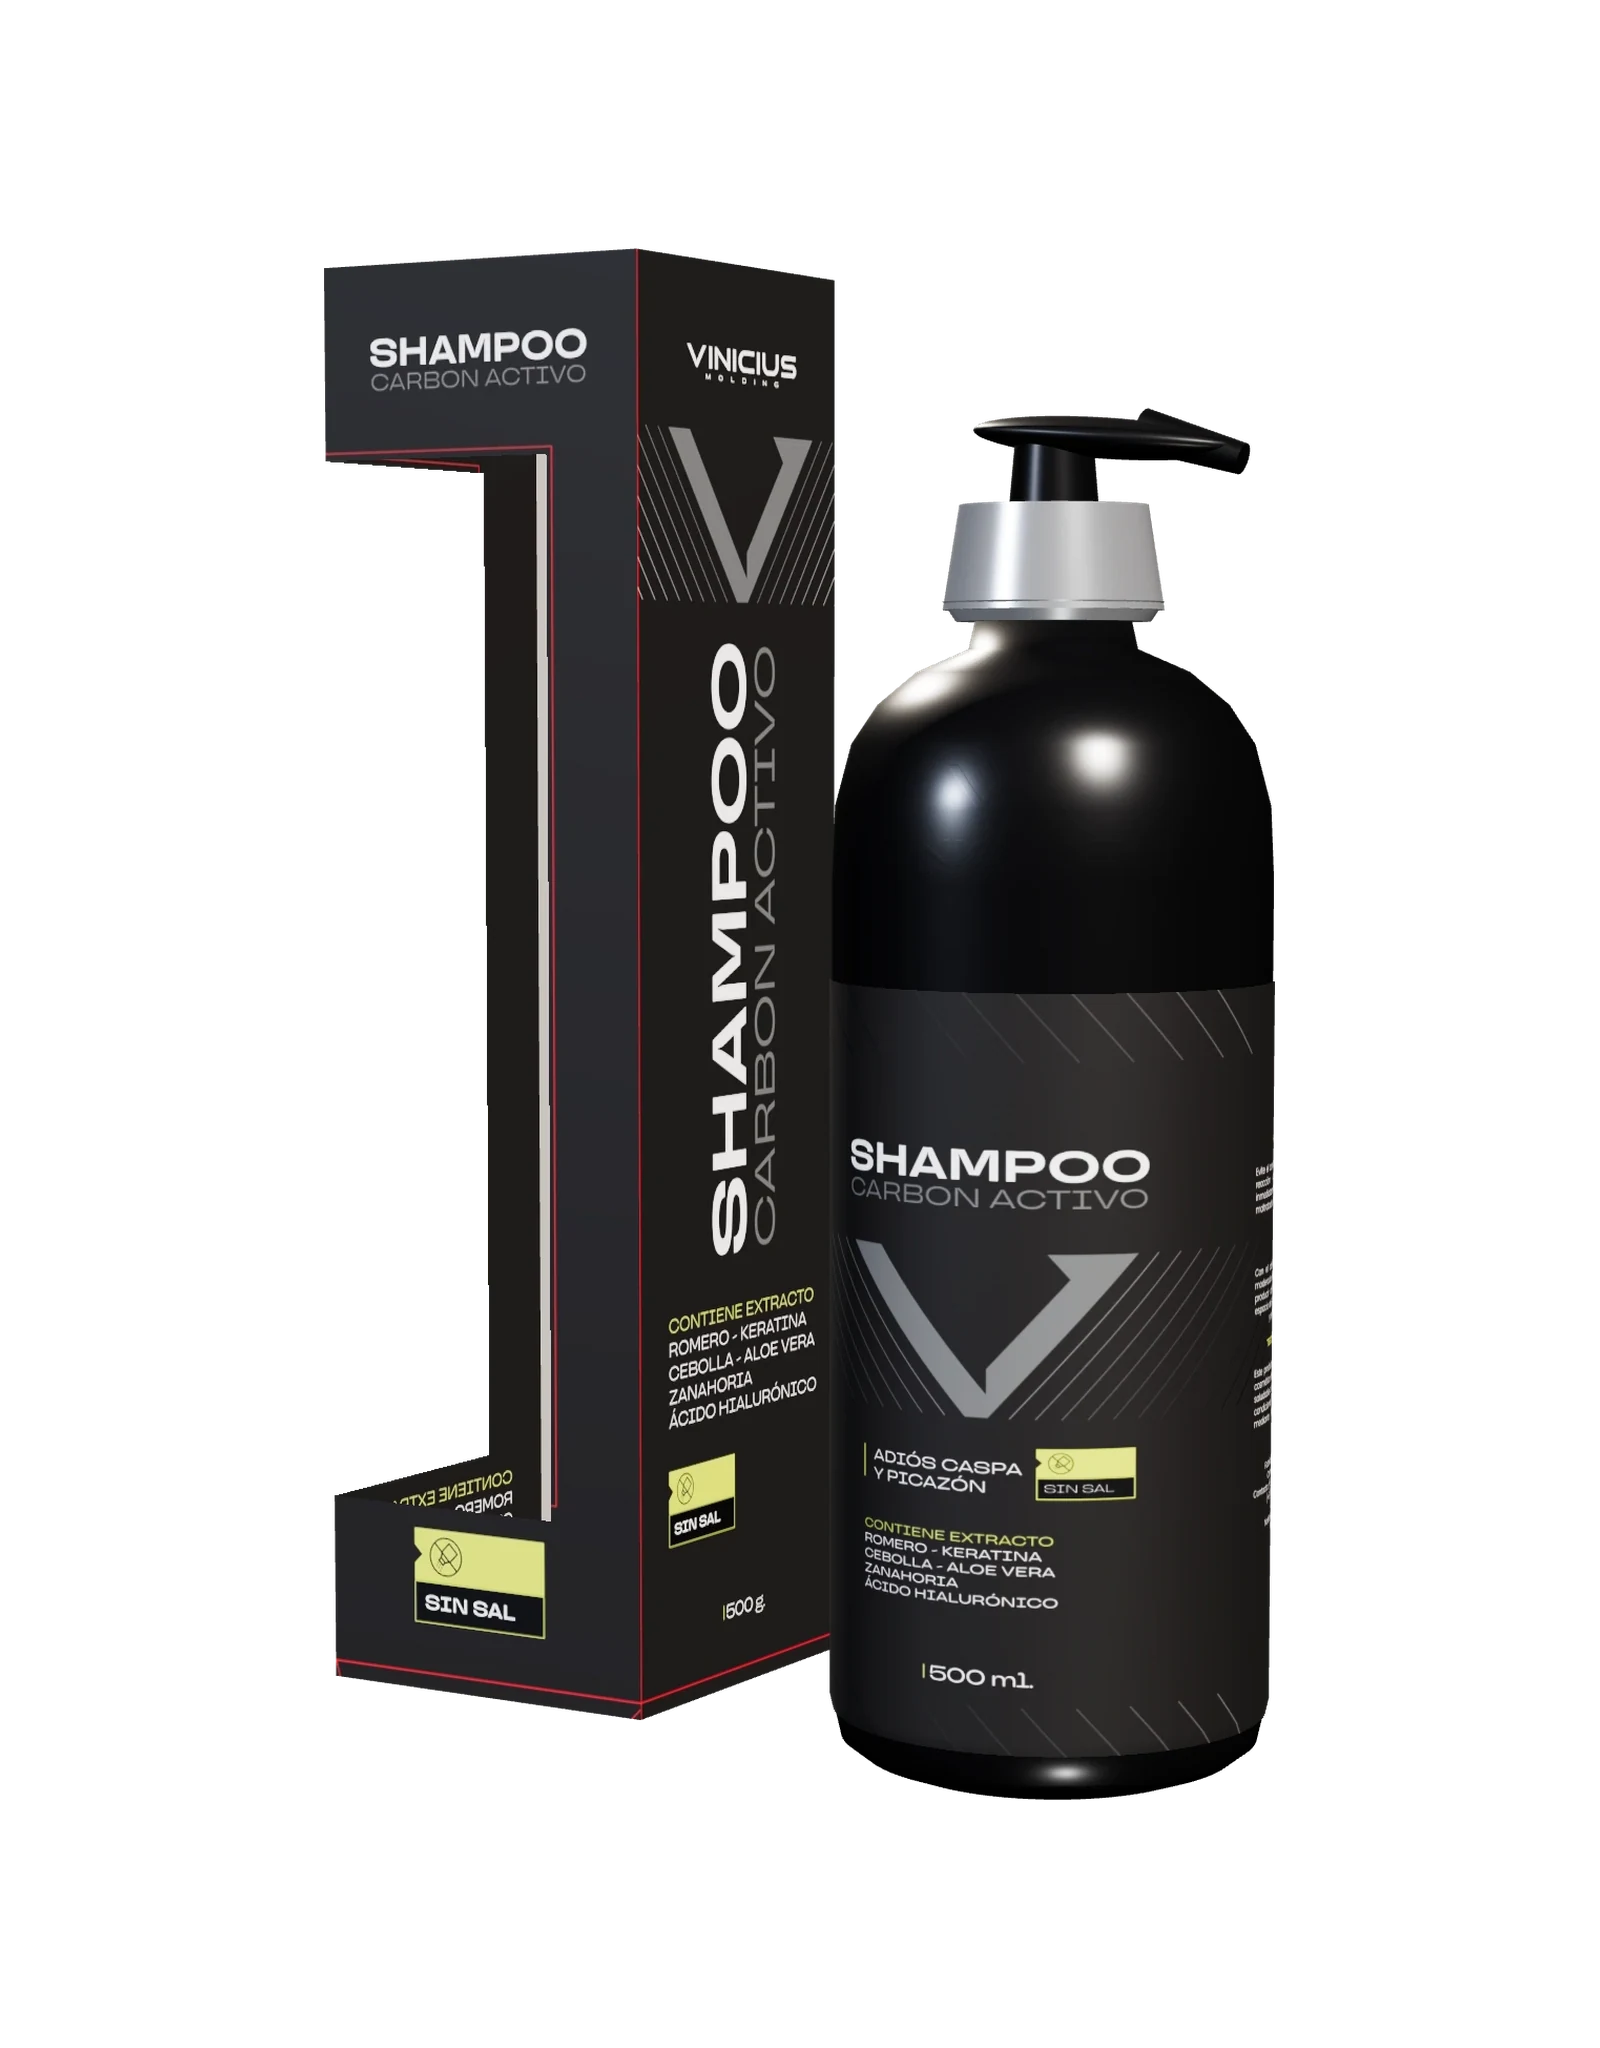 SHAMPOO
CARBON ACTIVO
CONTIENE EXTRA
ROMERO
SIN SAL
VINICIUS
MOLDING
SHAMPOO
CARBON ACTIVO
CONTIENE EXTRACTO
ROMERO - KERATINA
CEBOLLA - ALOE VERA
ZANAHORIA
ÁCIDO HIALURÓNICO
SIN SAL
500 g.
SHAMPOO
CARBON ACTIVO
ADIÓS CASPA
Y PICAZÓN
SIN SAL
CONTIENE EXTRACTO
ROMERO - KERATINA
CEBOLLA - ALOE VERA
ZANAHORIA
ÁCIDO HIALURÓNICO
500 ml.